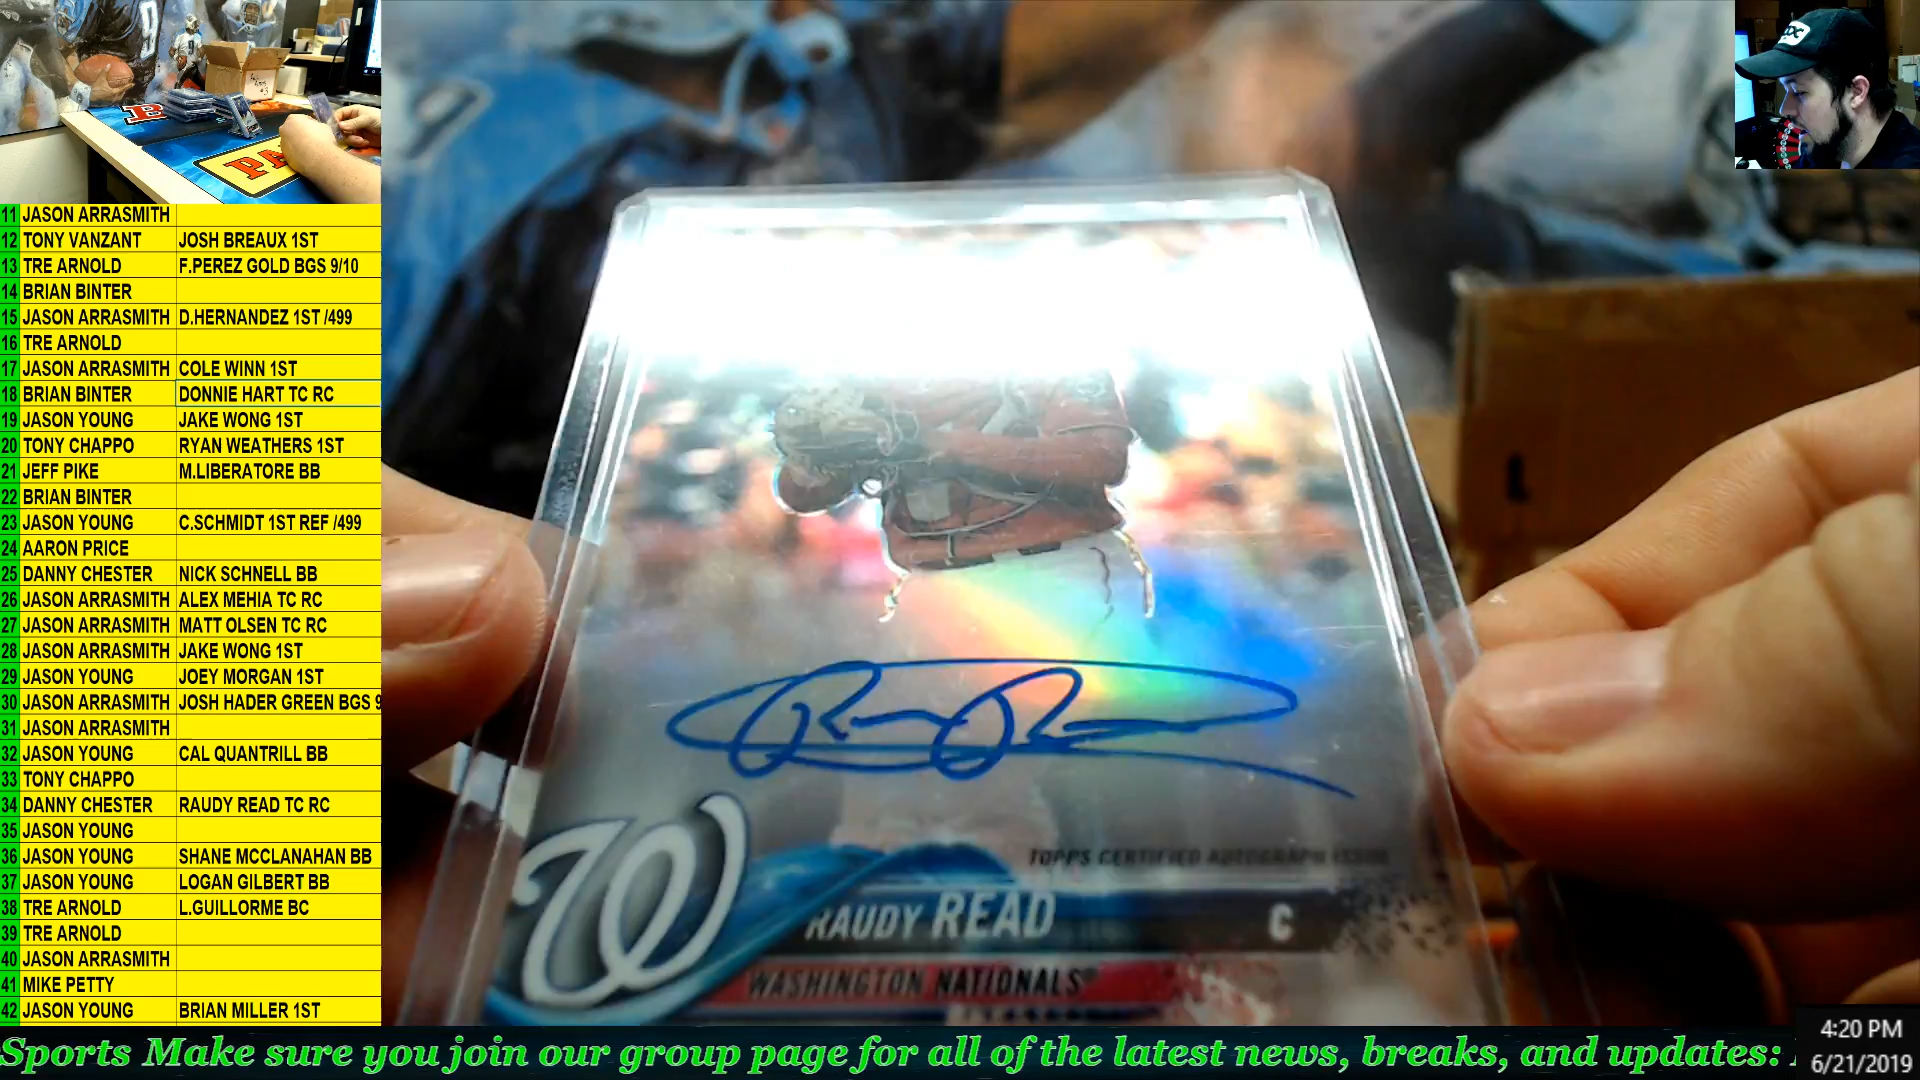 11 JASON ARRASMITH
12 TONY VANZANT JOSH BREAUX 1ST
13 TRE ARNOLD F.PEREZ GOLD BGS 9/10
14 BRIAN BINTER
15 JASON ARRASMITH D.HERNANDEZ 1ST /499
16 TRE ARNOLD
17 JASON ARRASMITH COLE WINN 1ST
18 BRIAN BINTER DONNIE HART TC RC
19 JASON YOUNG JAKE WONG 1ST
20 TONY CHAPPO RYAN WEATHERS 1ST
21 JEFF PIKE M.LIBERATORE BB
22 BRIAN BINTER
23 JASON YOUNG C.SCHMIDT 1ST REF /499
24 AARON PRICE
25 DANNY CHESTER NICK SCHNELL BB
26 JASON ARRASMITH ALEX MEHIA TC RC
27 JASON ARRASMITH MATT OLSEN TC RC
28 JASON ARRASMITH JAKE WONG 1ST
29 JASON YOUNG JOEY MORGAN 1ST
30 JASON ARRASMITH JOSH HADER GREEN BGS 9
31 JASON ARRASMITH
32 JASON YOUNG CAL QUANTRILL BB
33 TONY CHAPPO
34 DANNY CHESTER RAUDY READ TC RC
35 JASON YOUNG
36 JASON YOUNG SHANE MCCLANAHAN BB
37 JASON YOUNG LOGAN GILBERT BB
38 TRE ARNOLD L.GUILLORME BC
39 TRE ARNOLD
40 JASON ARRASMITH
41 MIKE PETTY
42 JASON YOUNG BRIAN MILLER 1ST
W
TOPPS CERTIFIED AUTOGRAPH ISSUE
RAUDY READ C
WASHINGTON NATIONALS®
Sports Make sure you join our group page for all of the latest news, breaks, and updates:
4:20 PM
6/21/2019